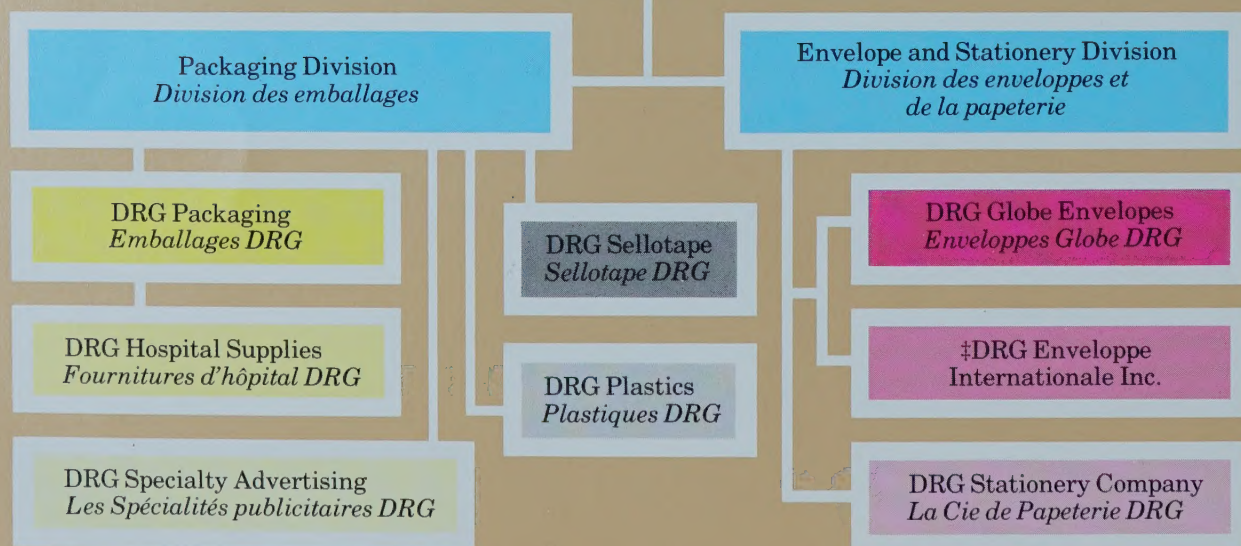 Packaging Division
Division des emballages
Envelope and Stationery Division
Division des enveloppes et
de la papeterie
DRG Packaging
Emballages DRG
DRG Hospital Supplies
Fournitures d'hôpital DRG
DRG Specialty Advertising
Les Spécialités publicitaires DRG
DRG Sellotape
Sellotape DRG
DRG Plastics
Plastiques DRG
DRG Globe Envelopes
Enveloppes Globe DRG
‡DRG Enveloppe
Internationale Inc.
DRG Stationery Company
La Cie de Papeterie DRG